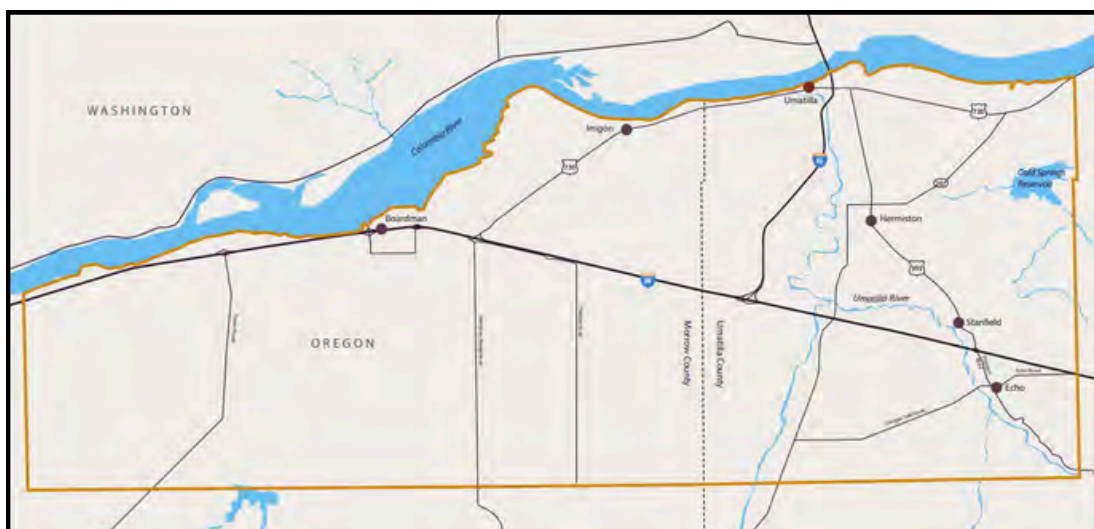 WASHINGTON
Columbia River
Umatilla
730
Irrigon
730
82
Cold Springs
Reservoir
207
Boardman
Hermiston
395
84
Umatilla River
Stanfield
OREGON
Morrow County
Umatilla County
Echo